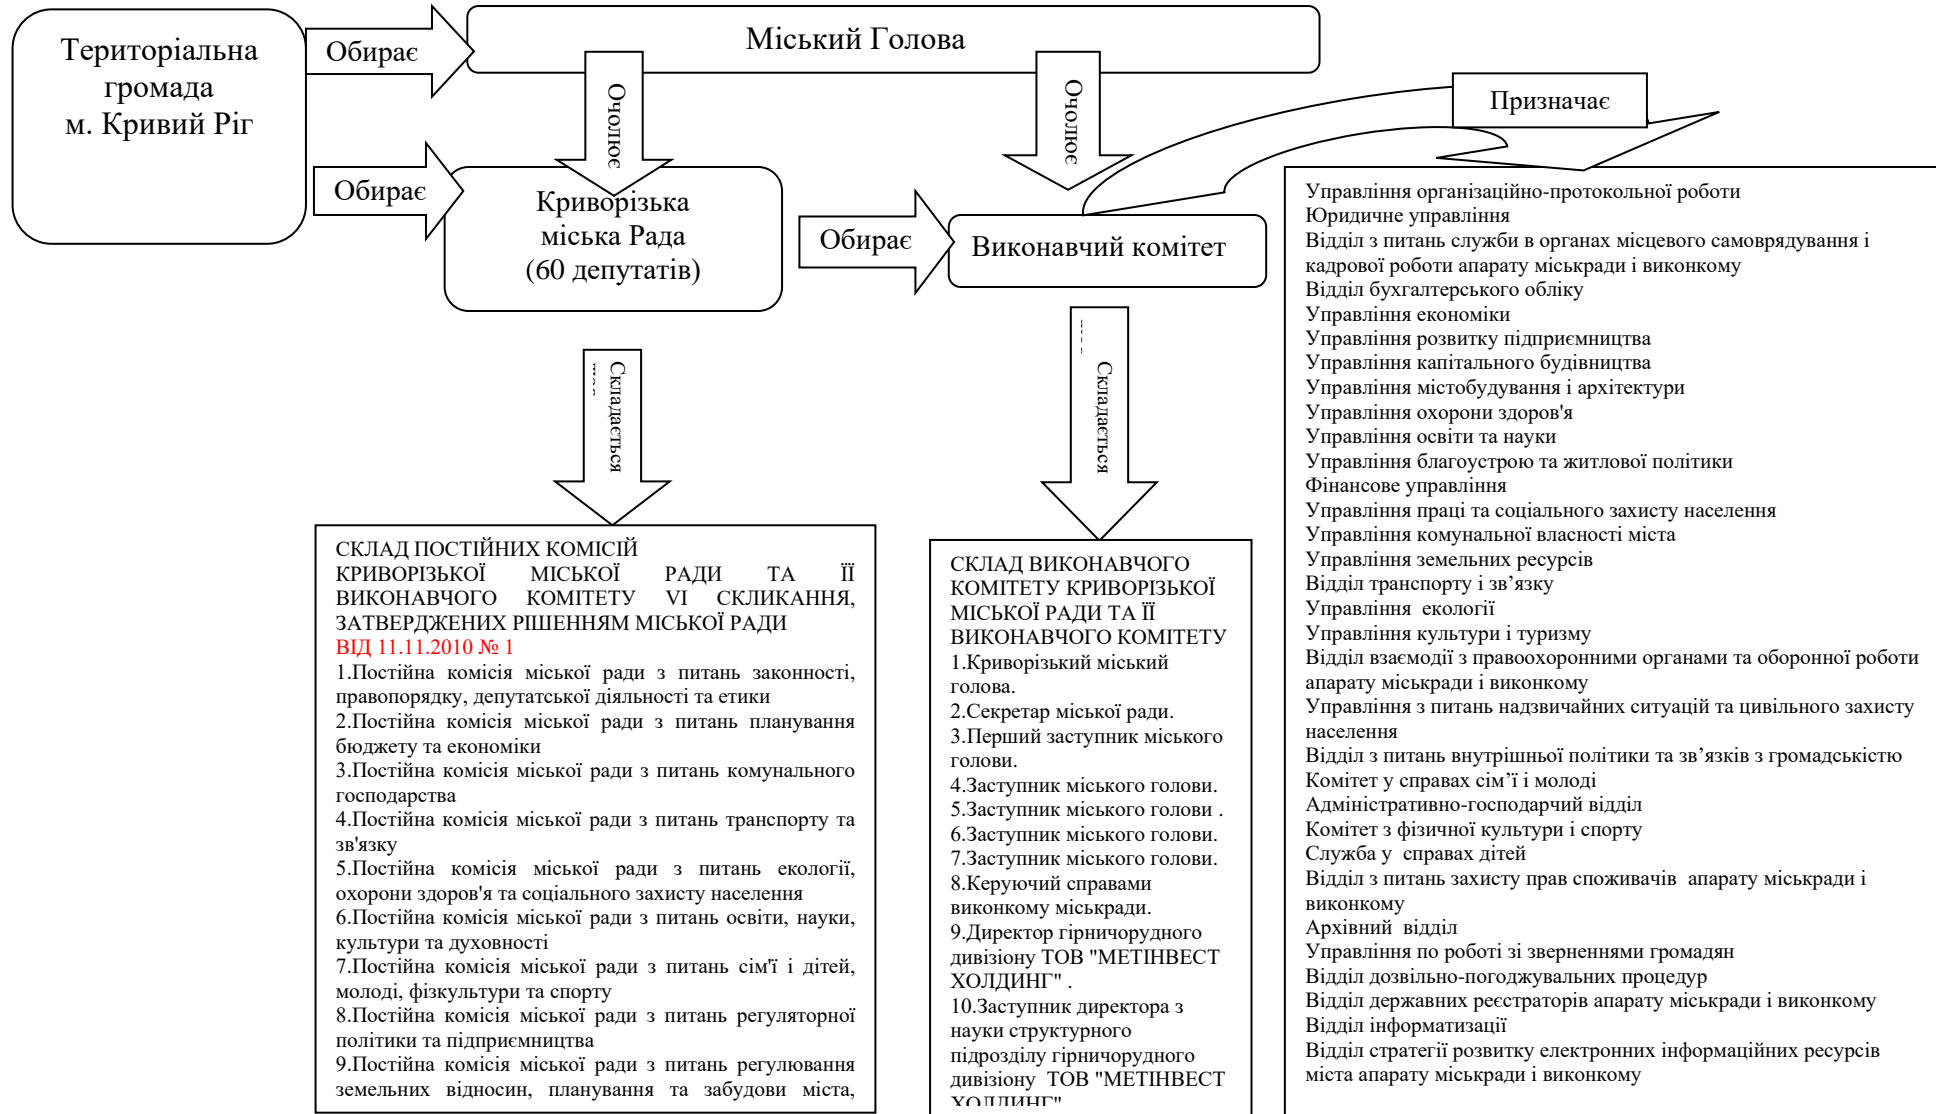 Територіальна
громада
м. Кривий Ріг
Обирає
Міський Голова
Очолює
Очолює
Призначає
Обирає
Криворізька
міська Рада
(60 депутатів)
Обирає
Виконавчий комітет
Складається
Складається
СКЛАД ПОСТІЙНИХ КОМІСІЙ
КРИВОРІЗЬКОЇ МІСЬКОЇ РАДИ ТА ЇЇ
ВИКОНАВЧОГО КОМІТЕТУ VI СКЛИКАННЯ,
ЗАТВЕРДЖЕНИХ РІШЕННЯМ МІСЬКОЇ РАДИ
ВІД 11.11.2010 № 1
1.Постійна комісія міської ради з питань законності,
правопорядку, депутатської діяльності та етики
2.Постійна комісія міської ради з питань планування
бюджету та економіки
3.Постійна комісія міської ради з питань комунального
господарства
4.Постійна комісія міської ради з питань транспорту та
зв'язку
5.Постійна комісія міської ради з питань екології,
охорони здоров'я та соціального захисту населення
6.Постійна комісія міської ради з питань освіти, науки,
культури та духовності
7.Постійна комісія міської ради з питань сім'ї і дітей,
молоді, фізкультури та спорту
8.Постійна комісія міської ради з питань регуляторної
політики та підприємництва
9.Постійна комісія міської ради з питань регулювання
земельних відносин, планування та забудови міста,
СКЛАД ВИКОНАВЧОГО
КОМІТЕТУ КРИВОРІЗЬКОЇ
МІСЬКОЇ РАДИ ТА ЇЇ
ВИКОНАВЧОГО КОМІТЕТУ
1.Криворізький міський
голова.
2.Секретар міської ради.
3.Перший заступник міського
голови.
4.Заступник міського голови.
5.Заступник міського голови .
6.Заступник міського голови.
7.Заступник міського голови.
8.Керуючий справами
виконкому міськради.
9.Директор гірничорудного
дивізіону ТОВ "МЕТІНВЕСТ
ХОЛДИНГ" .
10.Заступник директора з
науки структурного
підрозділу гірничорудного
дивізіону ТОВ "МЕТІНВЕСТ
ХОЛДИНГ"
Управління організаційно-протокольної роботи
Юридичне управління
Відділ з питань служби в органах місцевого самоврядування і
кадрової роботи апарату міськради і виконкому
Відділ бухгалтерського обліку
Управління економіки
Управління розвитку підприємництва
Управління капітального будівництва
Управління містобудування і архітектури
Управління охорони здоров'я
Управління освіти та науки
Управління благоустрою та житлової політики
Фінансове управління
Управління праці та соціального захисту населення
Управління комунальної власності міста
Управління земельних ресурсів
Відділ транспорту і зв’язку
Управління екології
Управління культури і туризму
Відділ взаємодії з правоохоронними органами та оборонної роботи
апарату міськради і виконкому
Управління з питань надзвичайних ситуацій та цивільного захисту
населення
Відділ з питань внутрішньої політики та зв’язків з громадськістю
Комітет у справах сім’ї і молоді
Адміністративно-господарчий відділ
Комітет з фізичної культури і спорту
Служба у справах дітей
Відділ з питань захисту прав споживачів апарату міськради і
виконкому
Архівний відділ
Управління по роботі зі зверненнями громадян
Відділ дозвільно-погоджувальних процедур
Відділ державних реєстраторів апарату міськради і виконкому
Відділ інформатизації
Відділ стратегії розвитку електронних інформаційних ресурсів
міста апарату міськради і виконкому